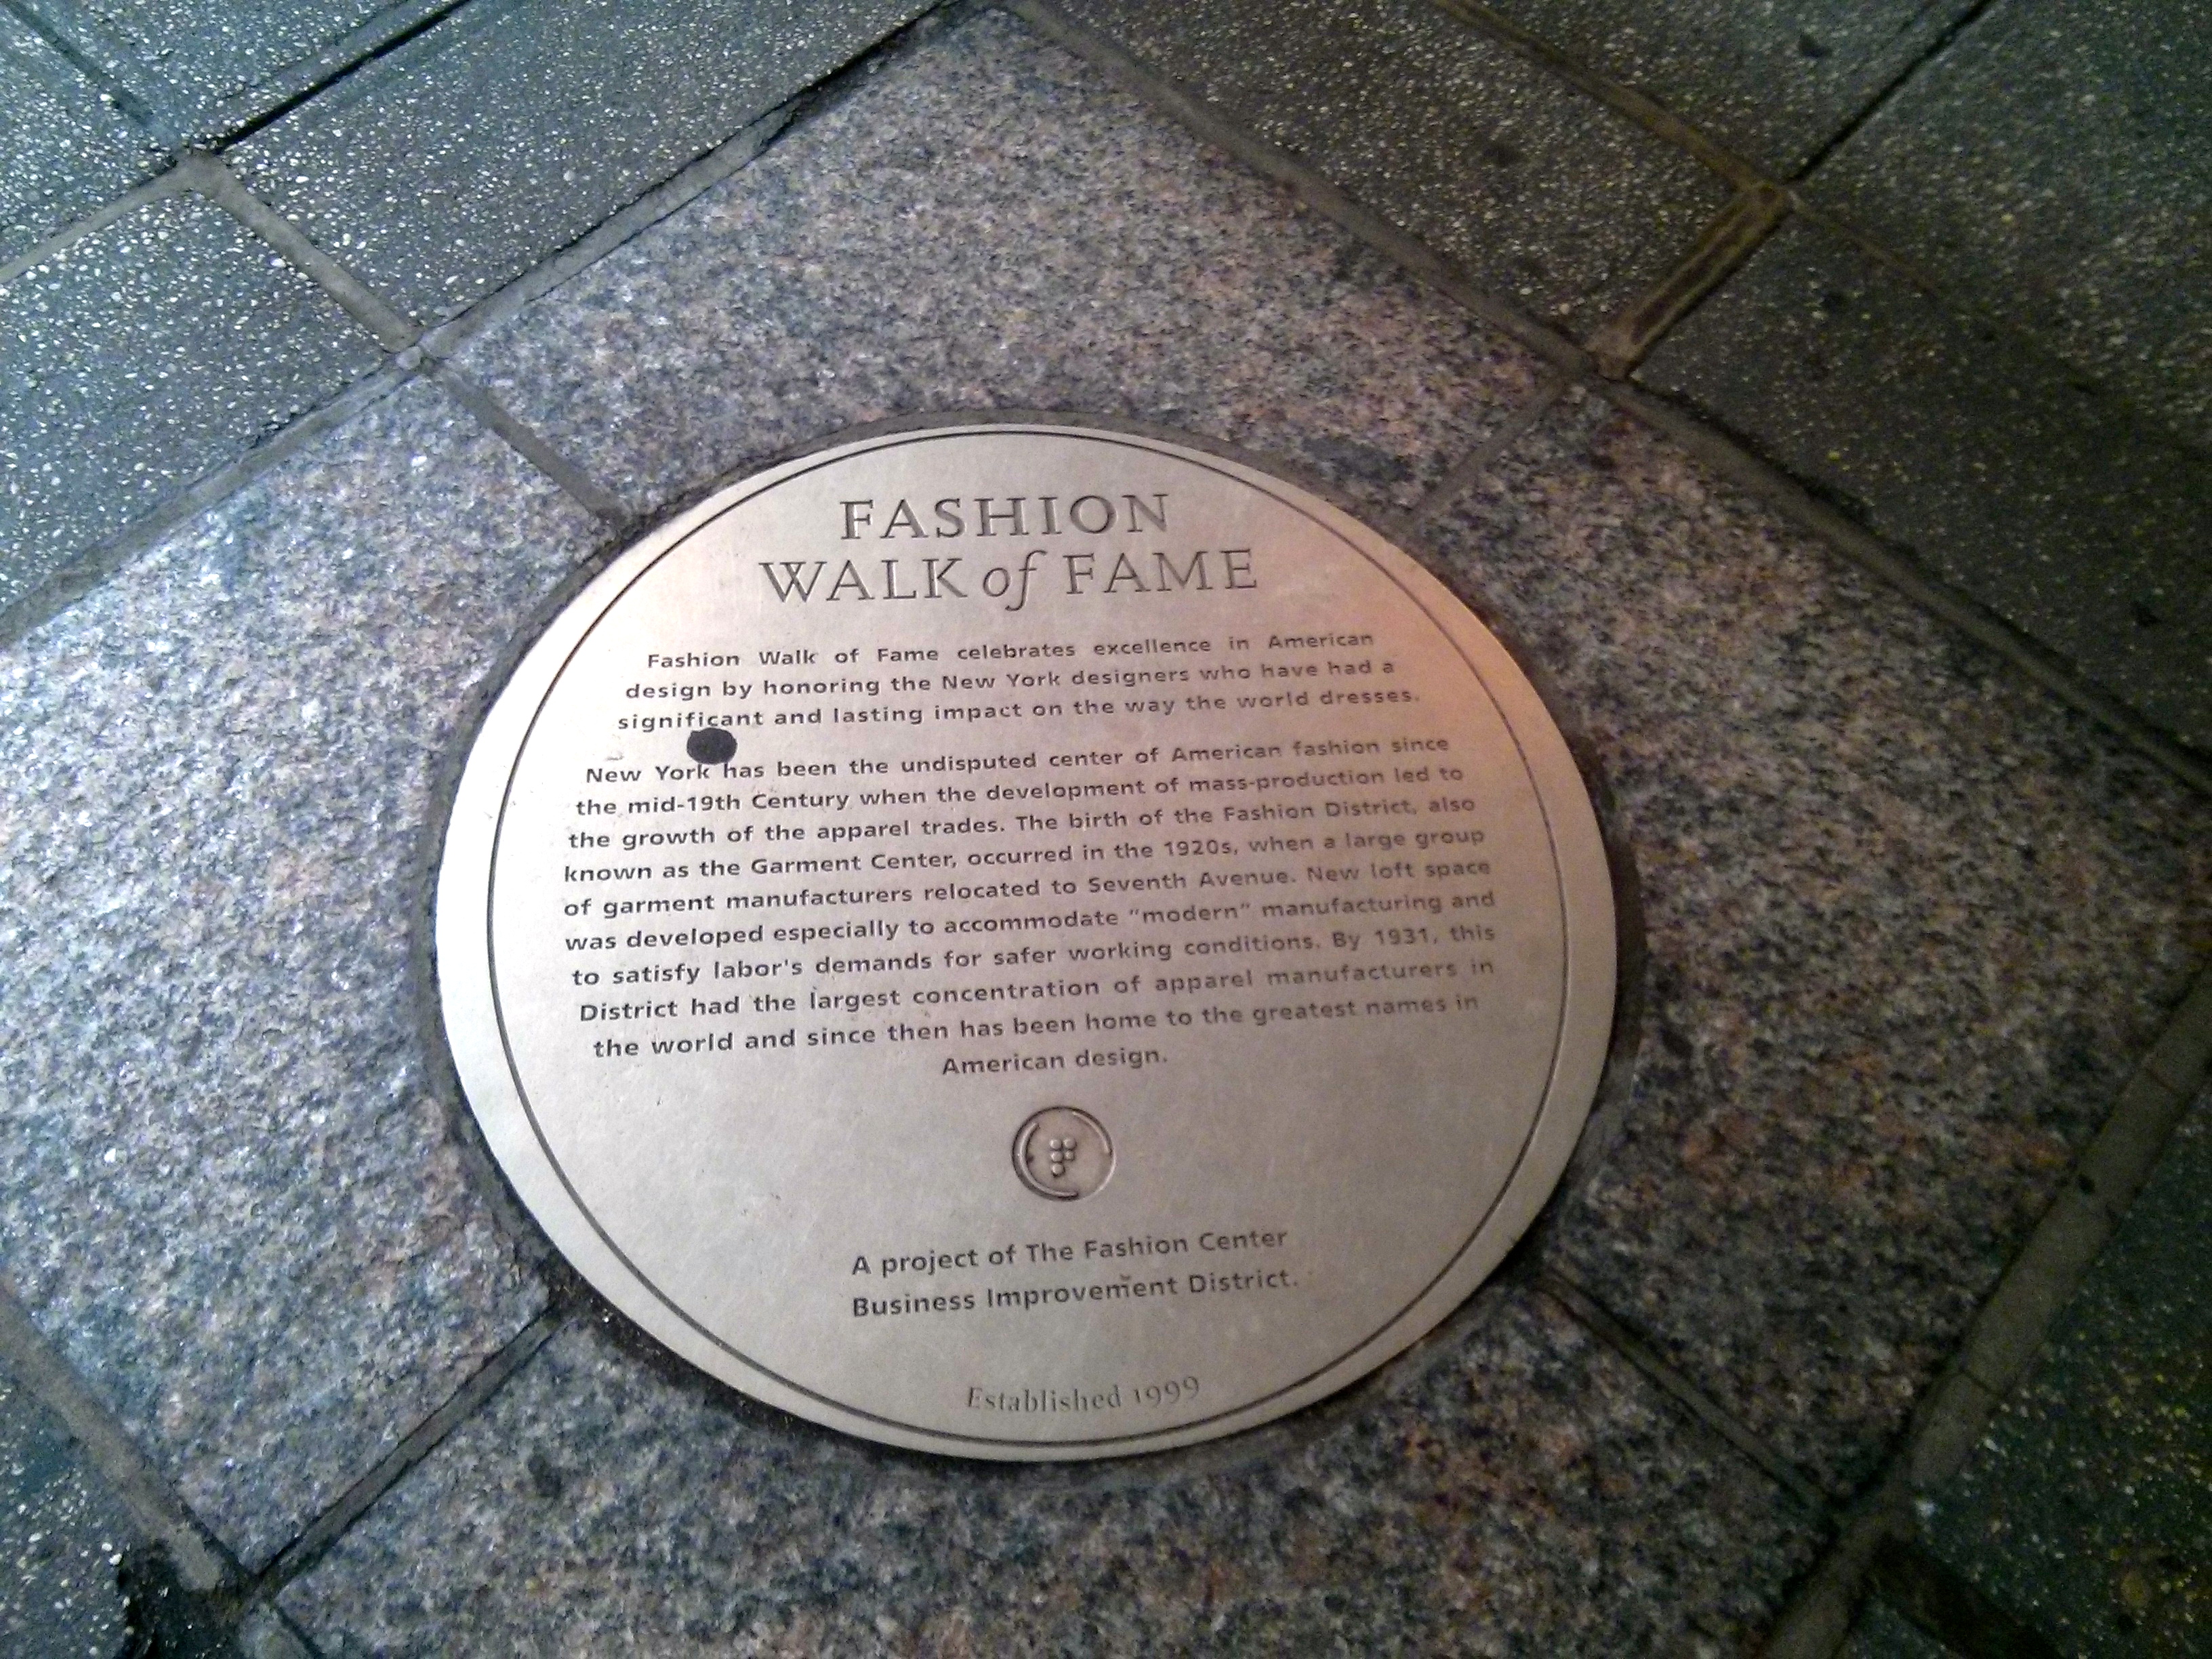 FASHION
WALK of FAME
Fashion Walk of Fame celebrates excellence in American
design by honoring the New York designers who have had a
significant and lasting impact on the way the world dresses.
New York has been the undisputed center of American fashion since
the mid-19th Century when the development of mass-production led to
the growth of the apparel trades. The birth of the Fashion District, also
known as the Garment Center, occurred in the 1920s, when a large group
of garment manufacturers relocated to Seventh Avenue. New loft space
was developed especially to accommodate "modern" manufacturing and
to satisfy labor's demands for safer working conditions. By 1931, this
District had the largest concentration of apparel manufacturers in
the world and since then has been home to the greatest names in
American design.
A project of The Fashion Center
Business Improvement District.
Established 1999